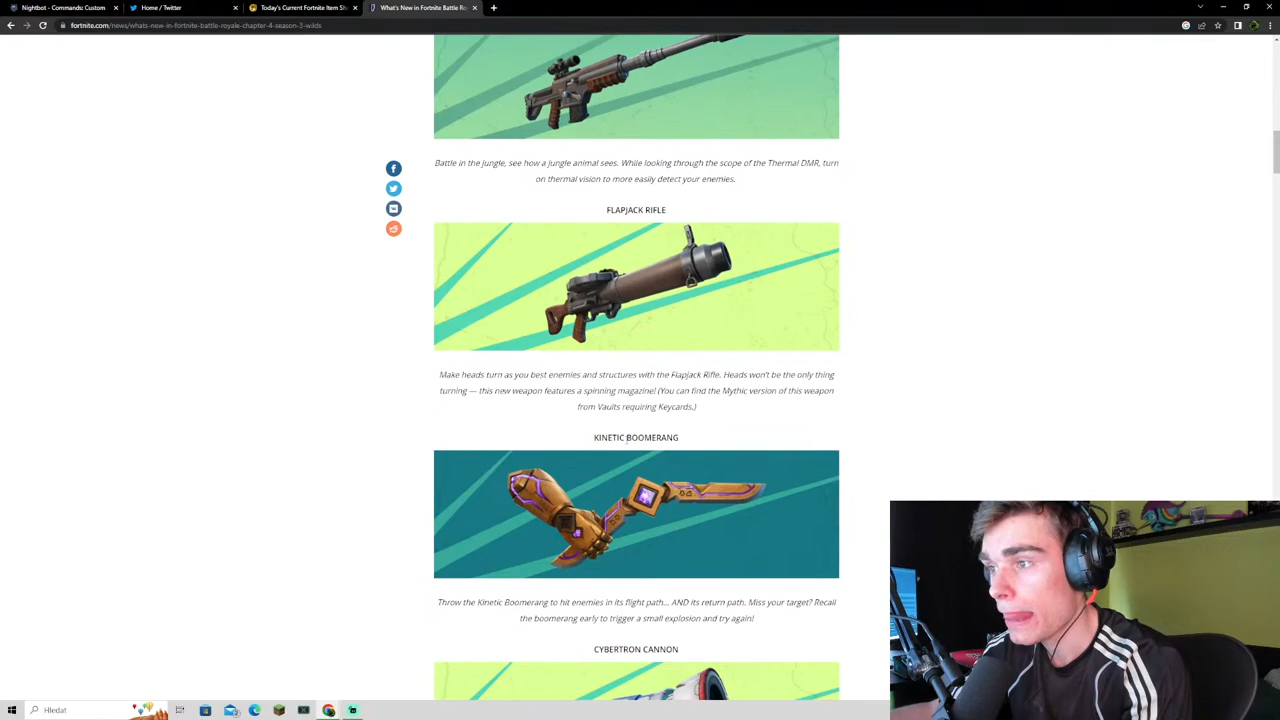 Nightbot - Commands: Custom
Home / Twitter
Today's Current Fortnite Item Sh
What's New in Fortnite Battle Ro
fortnite.com/news/whats-new-in-fortnite-battle-royale-chapter-4-season-3-wilds
Battle in the jungle, see how a jungle animal sees. While looking through the scope of the Thermal DMR, turn
on thermal vision to more easily detect your enemies.
FLAPJACK RIFLE
Make heads turn as you best enemies and structures with the Flapjack Rifle. Heads won't be the only thing
turning — this new weapon features a spinning magazine! (You can find the Mythic version of this weapon
from Vaults requiring Keycards.)
KINETIC BOOMERANG
Throw the Kinetic Boomerang to hit enemies in its flight path... AND its return path. Miss your target? Recall
the boomerang early to trigger a small explosion and try again!
CYBERTRON CANNON
Hledat